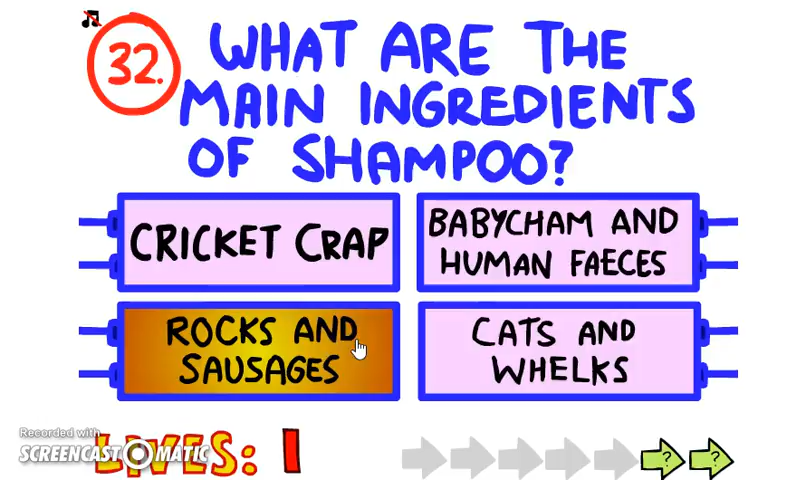 32.
WHAT ARE THE
MAIN INGREDIENTS
OF SHAMPOO?
CRICKET CRAP
BABYCHAM AND
HUMAN FAECES
ROCKS AND
SAUSAGES
CATS AND
WHELKS
Recorded with
SCREENCAST MATIC
LIVES: 1
? ?